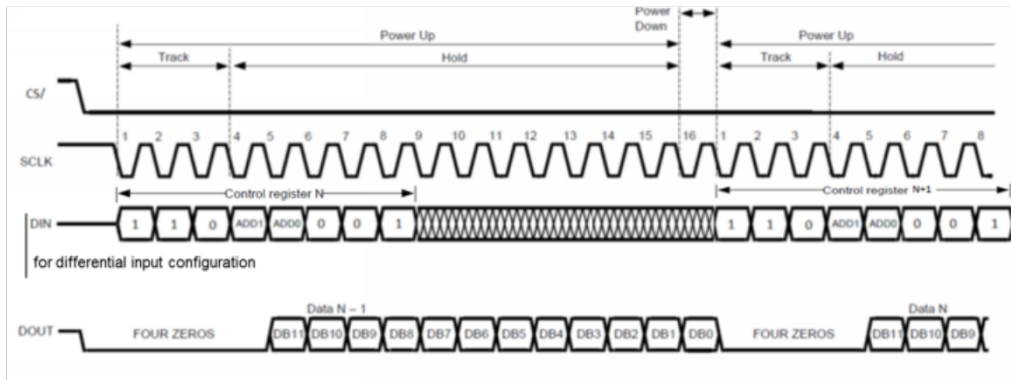 Power
Down
Power Up
Power Up
Track
Hold
Track
Hold
CS/
1 2 3 4 5 6 7 8 9 10 11 12 13 14 15 16 1 2 3 4 5 6 7 8
SCLK
Control register N
Control register N+1
DIN 1 1 0 ADD1 ADD0 0 0 1 1 1 0 ADD1 ADD0 0 0 1
for differential input configuration
Data N – 1
Data N
DOUT FOUR ZEROS DB11 DB10 DB9 DB8 DB7 DB6 DB5 DB4 DB3 DB2 DB1 DB0 FOUR ZEROS DB11 DB10 DB9